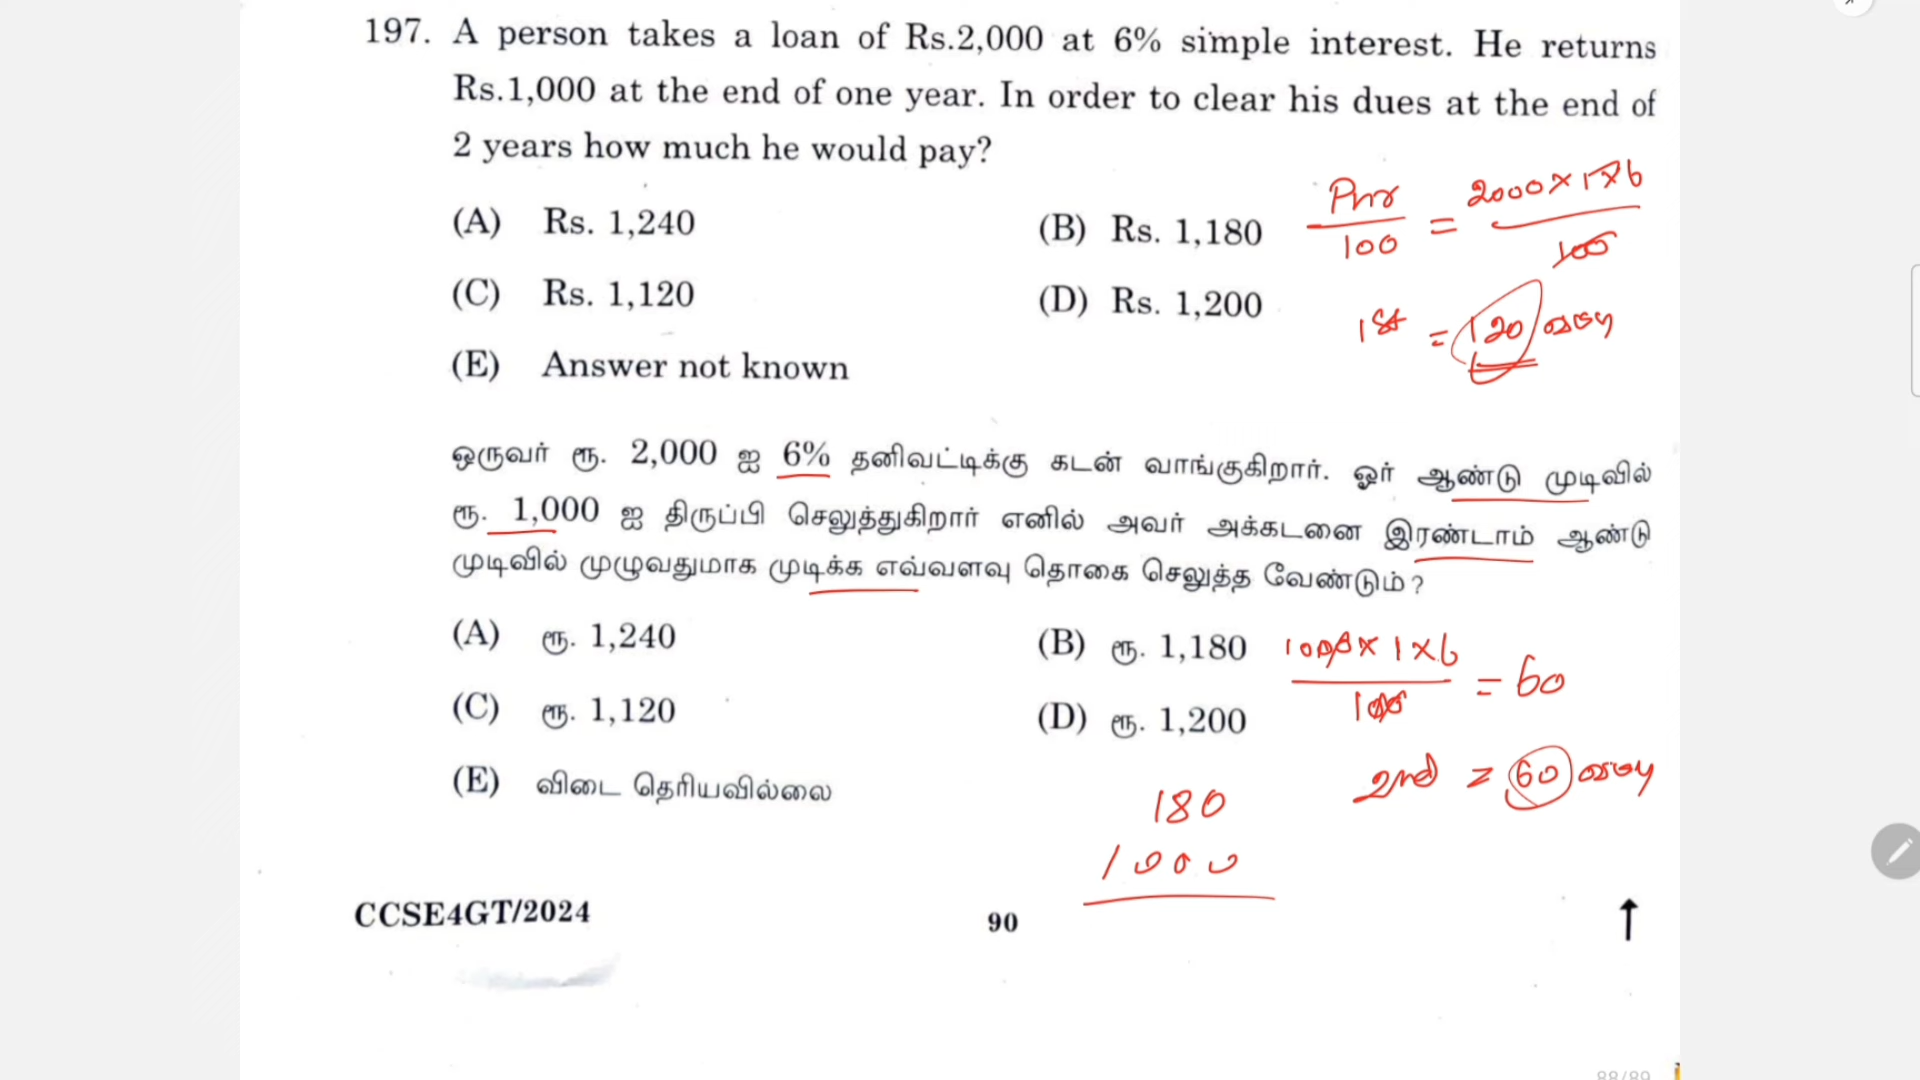 197. A person takes a loan of Rs.2,000 at 6% simple interest. He returns
Rs.1,000 at the end of one year. In order to clear his dues at the end of
2 years how much he would pay?
(A) Rs. 1,240
(B) Rs. 1,180
(C) Rs. 1,120
(D) Rs. 1,200
(E) Answer not known
Pnr/100 = 2000 × 1 × 6/100
1st = 120 வட்டி
ஒருவர் ரூ. 2,000 ஐ 6% தனிவட்டிக்கு கடன் வாங்குகிறார். ஓர் ஆண்டு முடிவில்
ரூ. 1,000 ஐ திருப்பி செலுத்துகிறார் எனில் அவர் அக்கடனை இரண்டாம் ஆண்டு
முடிவில் முழுவதுமாக முடிக்க எவ்வளவு தொகை செலுத்த வேண்டும்?
(A) ரூ. 1,240
(B) ரூ. 1,180
(C) ரூ. 1,120
(D) ரூ. 1,200
(E) விடை தெரியவில்லை
1000 × 1 × 6/100 = 60
2nd = 60 வட்டி
180
1000
CCSE4GT/2024
90
↑
88/89